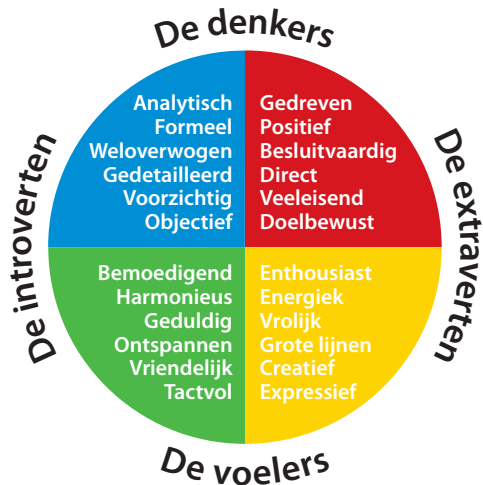 De denkers
De introverten
De extraverten
Analytisch
Formeel
Weloverwogen
Gedetailleerd
Voorzichtig
Objectief
Gedreven
Positief
Besluitvaardig
Direct
Veeleisend
Doelbewust
Bemoedigend
Harmonieus
Geduldig
Ontspannen
Vriendelijk
Tactvol
Enthousiast
Energiek
Vrolijk
Grote lijnen
Creatief
Expressief
De voelers